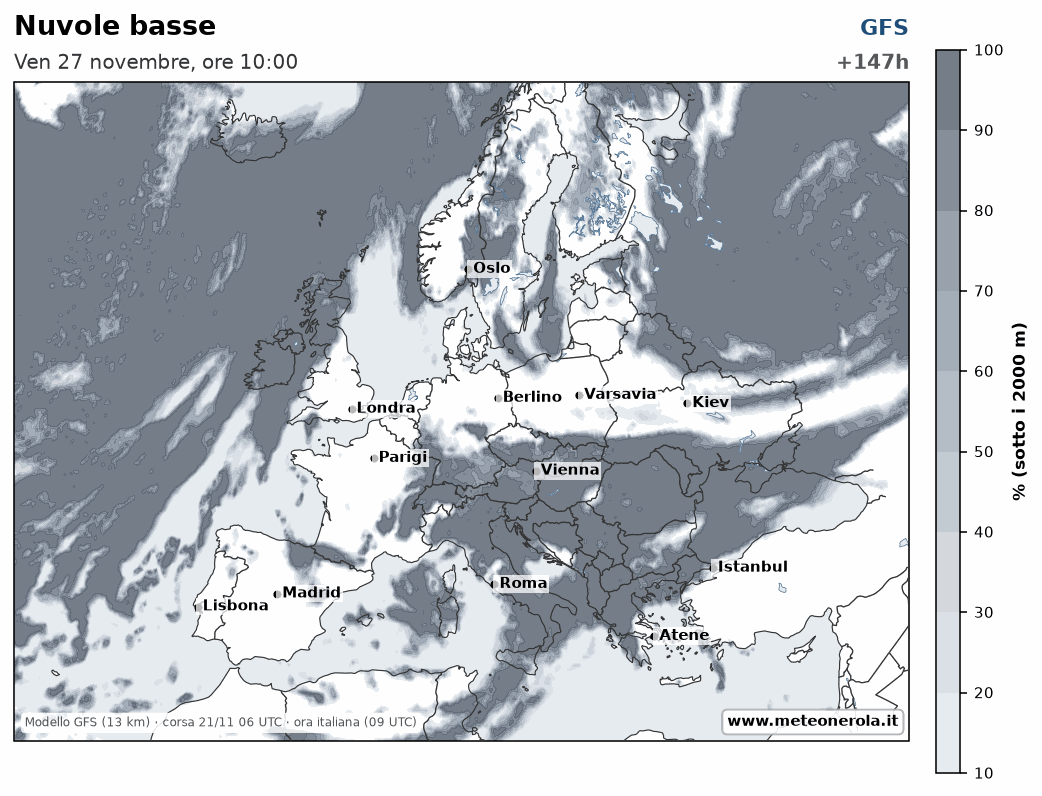 Nuvole basse
GFS
Ven 27 novembre, ore 10:00
+147h
100
90
80
70
60
50
40
30
20
10
% (sotto i 2000 m)
Oslo
Londra
Berlino
Varsavia
Kiev
Parigi
Vienna
Istanbul
Roma
Madrid
Lisbona
Atene
Modello GFS (13 km) · corsa 21/11 06 UTC · ora italiana (09 UTC)
www.meteonerola.it